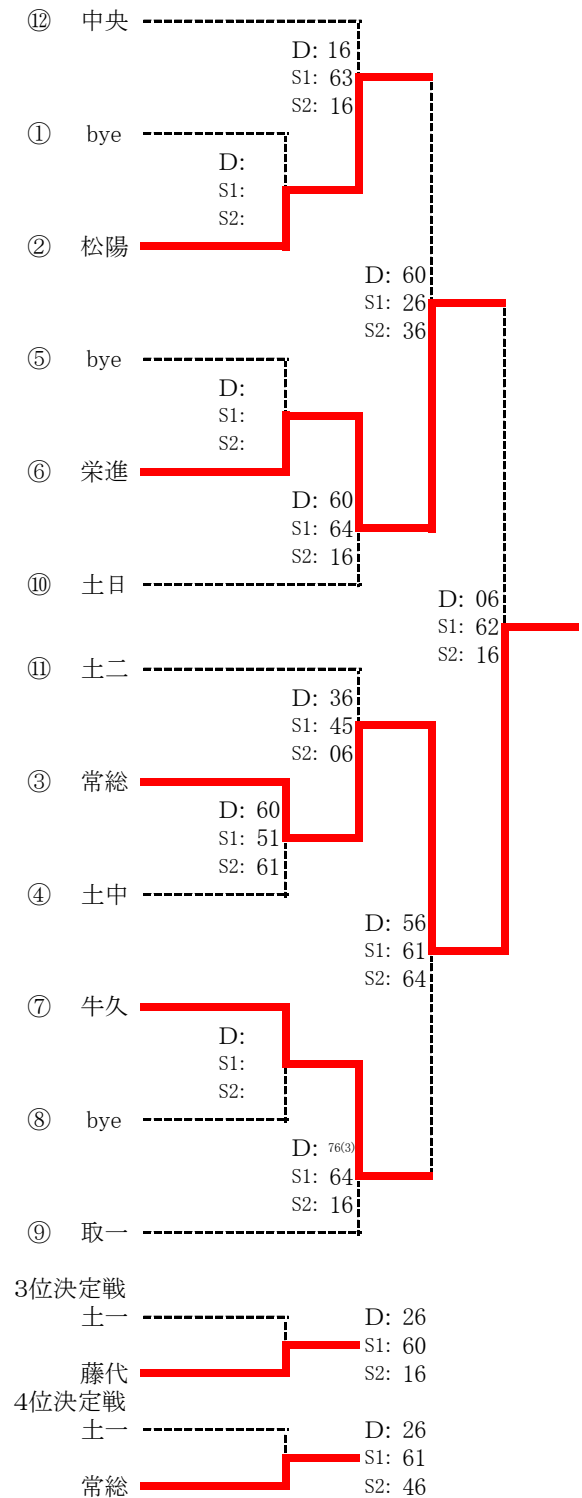 ⑫ 中央
D: 16
S1: 63
S2: 16
① bye
D:
S1:
S2:
② 松陽
D: 60
S1: 26
S2: 36
⑤ bye
D:
S1:
S2:
⑥ 栄進
D: 60
S1: 64
S2: 16
⑩ 土日
D: 06
S1: 62
S2: 16
⑪ 土二
D: 36
S1: 45
S2: 06
③ 常総
D: 60
S1: 51
S2: 61
④ 土中
D: 56
S1: 61
S2: 64
⑦ 牛久
D:
S1:
S2:
⑧ bye
D: 76(3)
S1: 64
S2: 16
⑨ 取一
3位決定戦
土一 D: 26
S1: 60
藤代 S2: 16
4位決定戦
土一 D: 26
S1: 61
常総 S2: 46